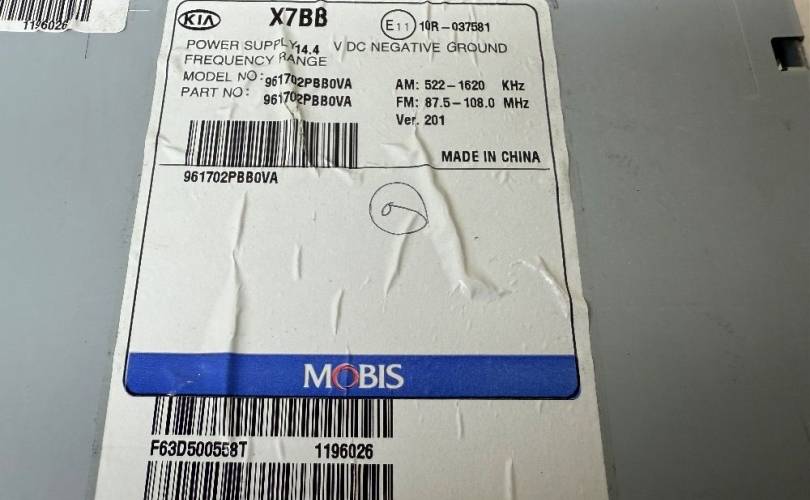 1196026
KIA X7BB E11 10R-037581
POWER SUPPLY 14.4 V DC NEGATIVE GROUND
FREQUENCY RANGE
MODEL NO: 961702PBB0VA AM: 522-1620 KHz
PART NO: 961702PBB0VA FM: 87.5-108.0 MHz
Ver. 201
MADE IN CHINA
961702PBB0VA
MOBIS
F63D500558T 1196026